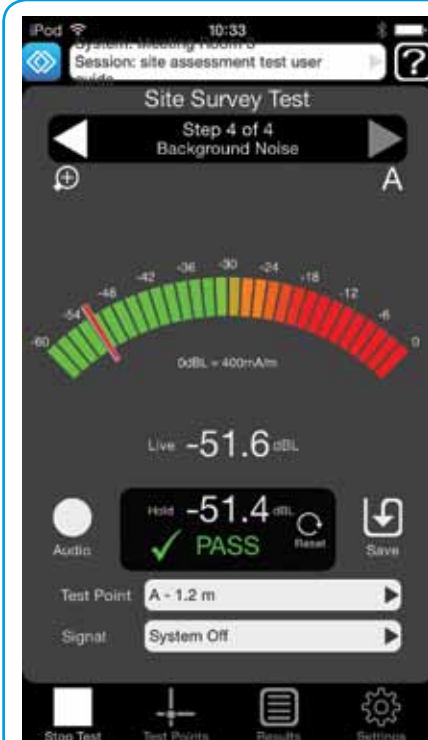 iPod 10:33
System: Meeting Room 3
Session: site assessment test user
guide
?
Site Survey Test
Step 4 of 4
Background Noise
A
-60 -54 -48 -42 -36 -30 -24 -18 -12 -6 0
0dBL = 400mA/m
Live -51.6 dBL
Hold -51.4 dBL
PASS
Reset
Audio
Save
Test Point A - 1.2 m
Signal System Off
Stop Test Test Points Results Settings